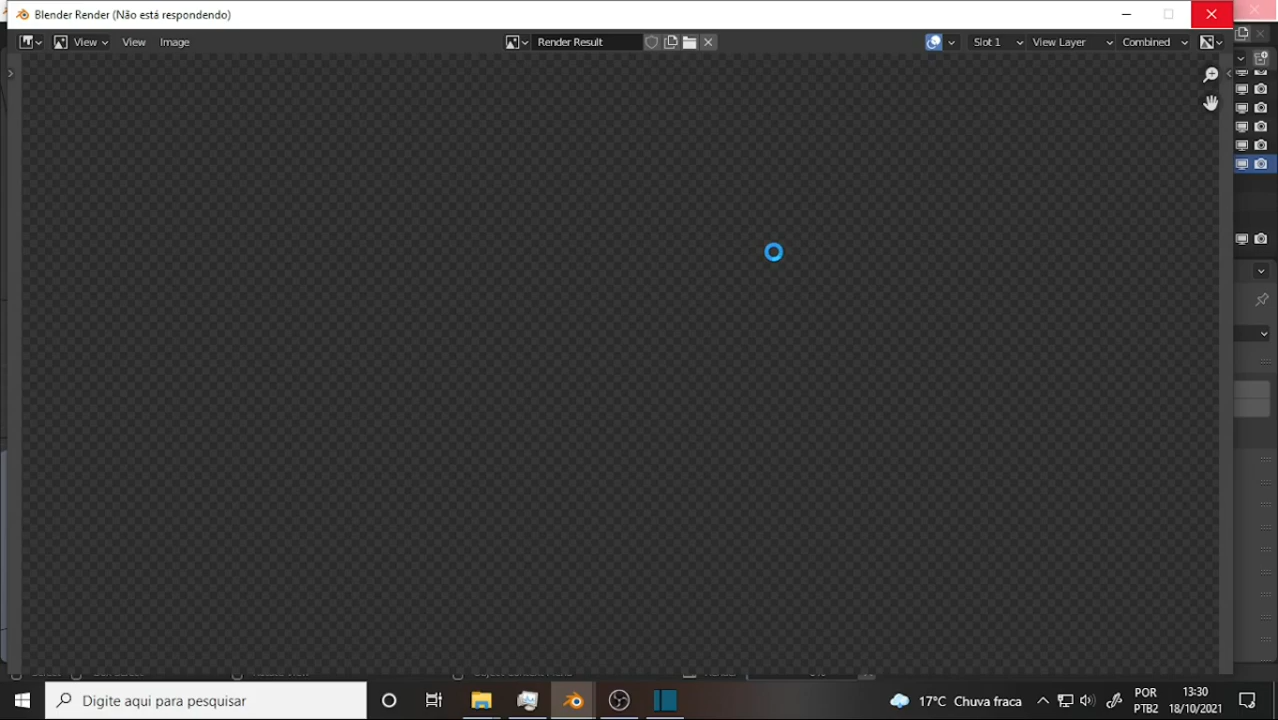 Blender Render (Não está respondendo)
View View Image Render Result Slot 1 View Layer Combined
Digite aqui para pesquisar
17°C Chuva fraca
POR
PTB2
13:30
18/10/2021